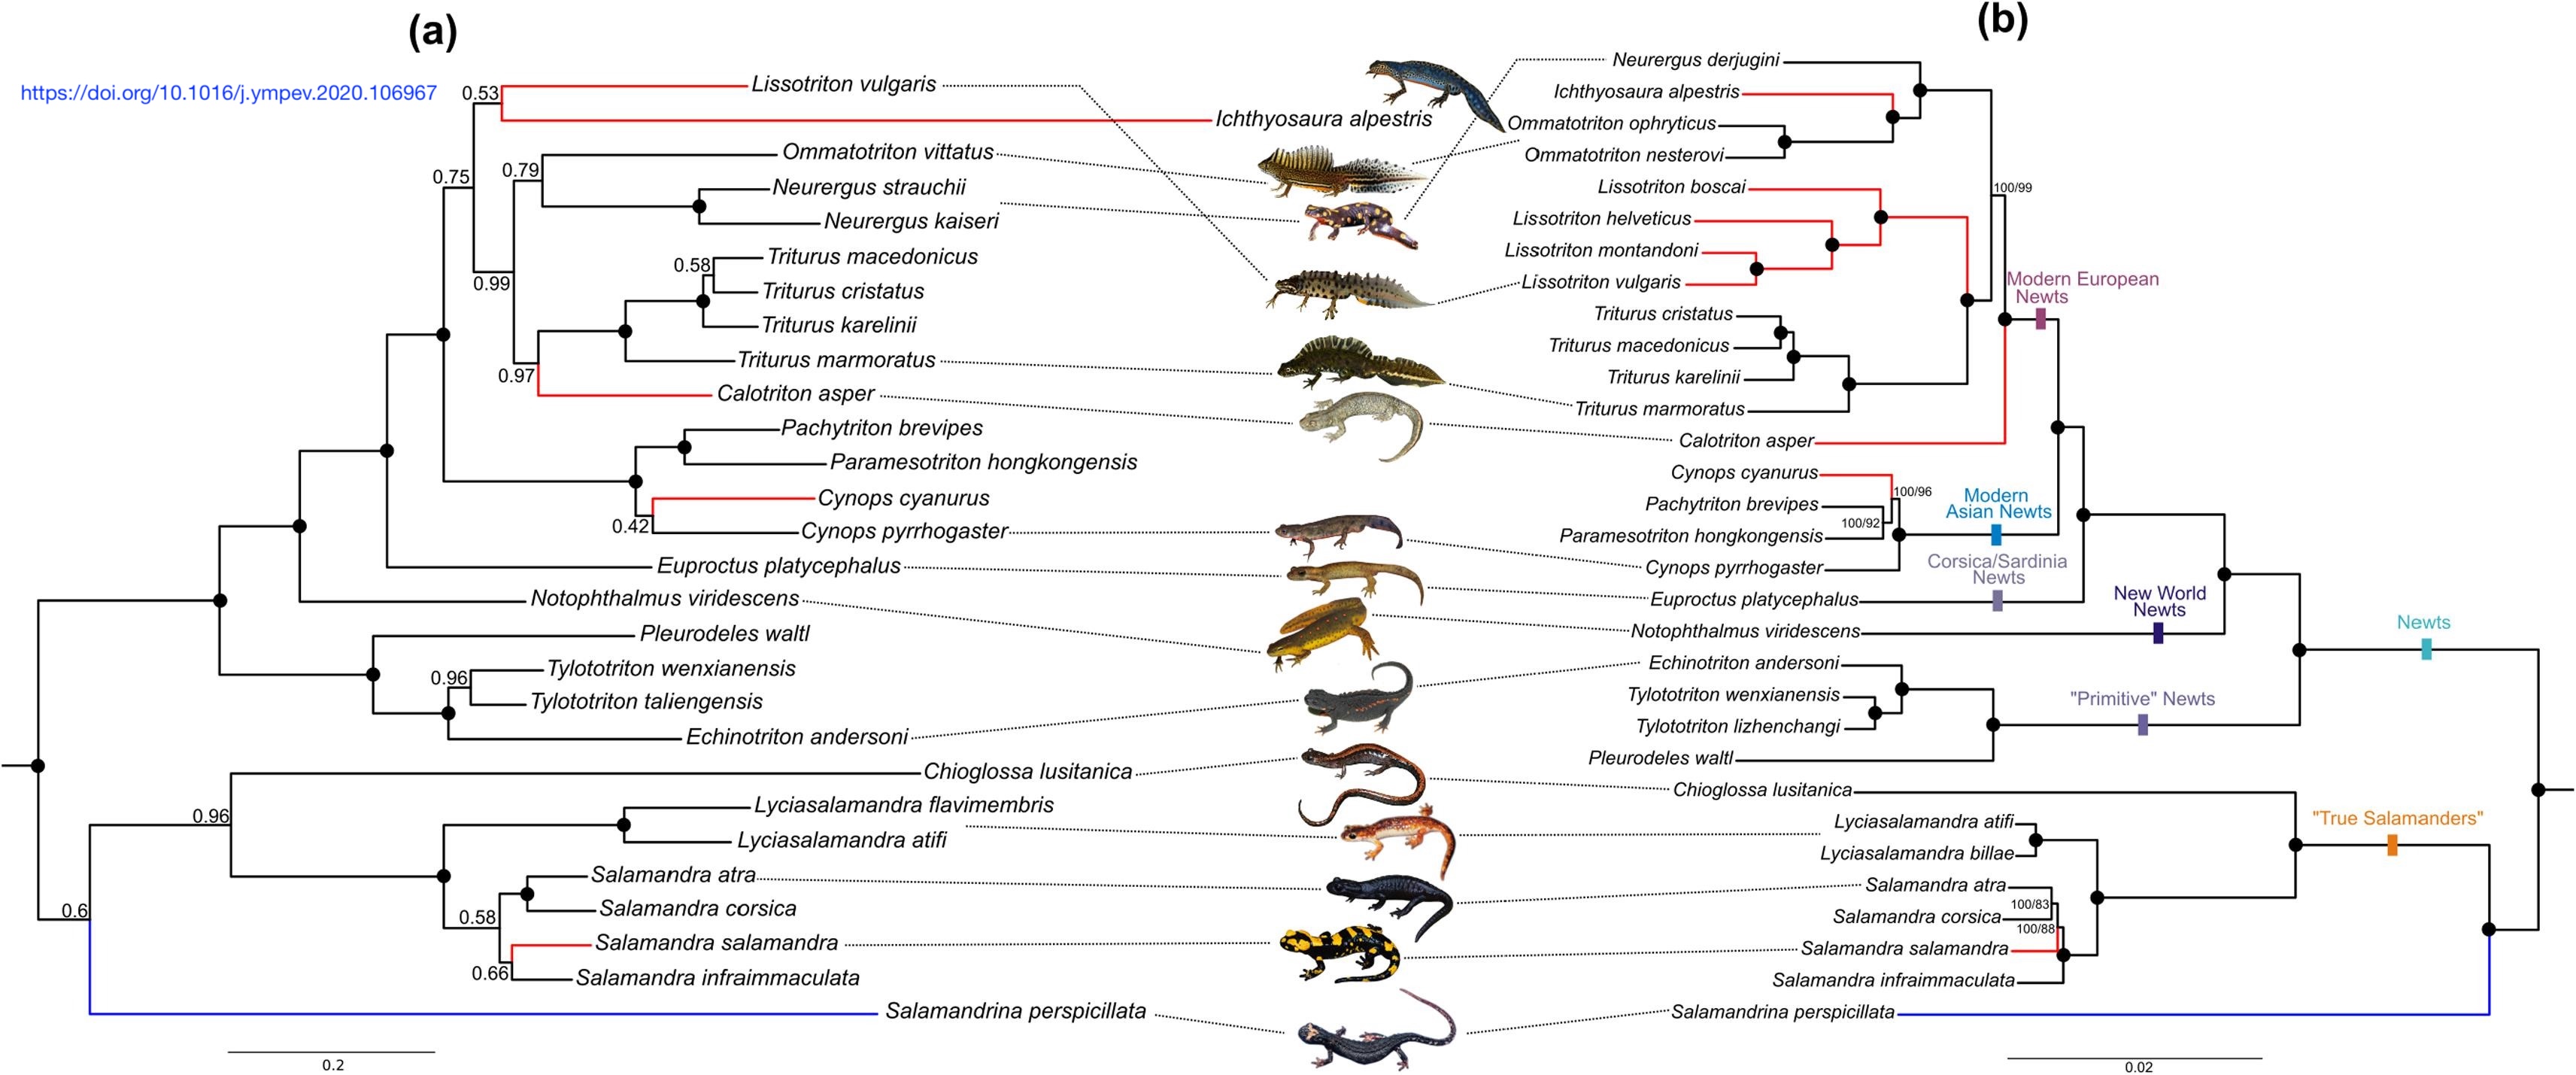 (a)
https://doi.org/10.1016/j.ympev.2020.106967
0.53
Lissotriton vulgaris
Ichthyosaura alpestris
0.75
0.79
Ommatotriton vittatus
Neurergus strauchii
Neurergus kaiseri
0.99
0.58
Triturus macedonicus
Triturus cristatus
Triturus karelinii
Triturus marmoratus
0.97
Calotriton asper
Pachytriton brevipes
Paramesotriton hongkongensis
Cynops cyanurus
0.42
Cynops pyrrhogaster
Euproctus platycephalus
Notophthalmus viridescens
Pleurodeles waltl
0.96
Tylototriton wenxianensis
Tylototriton taliengensis
Echinotriton andersoni
Chioglossa lusitanica
0.96
Lyciasalamandra flavimembris
Lyciasalamandra atifi
Salamandra atra
0.6
0.58
Salamandra corsica
Salamandra salamandra
0.66
Salamandra infraimmaculata
Salamandrina perspicillata
0.2
(b)
Neurergus derjugini
Ichthyosaura alpestris
Ommatotriton ophryticus
Ommatotriton nesterovi
Lissotriton boscai
100/99
Lissotriton helveticus
Lissotriton montandoni
Lissotriton vulgaris
Modern European
Newts
Triturus cristatus
Triturus macedonicus
Triturus karelinii
Triturus marmoratus
Calotriton asper
Cynops cyanurus
100/96
Pachytriton brevipes
100/92
Modern
Asian Newts
Paramesotriton hongkongensis
Cynops pyrrhogaster
Corsica/Sardinia
Newts
Euproctus platycephalus
New World
Newts
Notophthalmus viridescens
Newts
Echinotriton andersoni
Tylototriton wenxianensis
"Primitive" Newts
Tylototriton lizhenchangi
Pleurodeles waltl
Chioglossa lusitanica
Lyciasalamandra atifi
"True Salamanders"
Lyciasalamandra billae
Salamandra atra
100/83
Salamandra corsica
100/88
Salamandra salamandra
Salamandra infraimmaculata
Salamandrina perspicillata
0.02